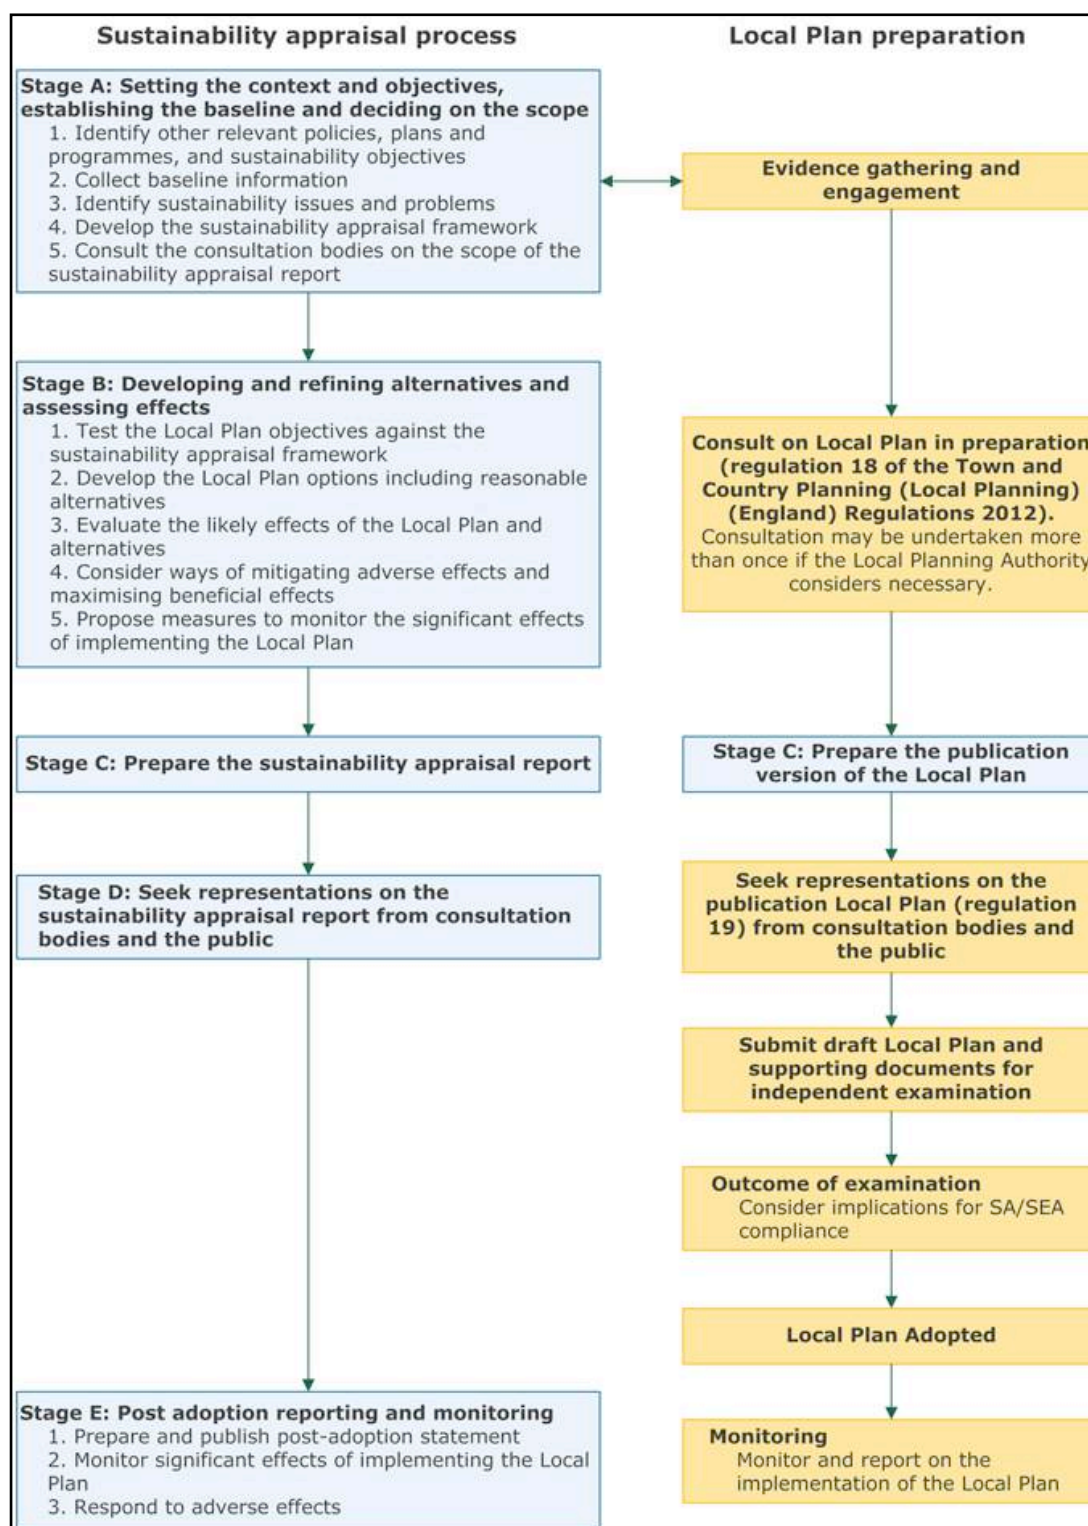 Sustainability appraisal process
Local Plan preparation
Stage A: Setting the context and objectives,
establishing the baseline and deciding on the scope
1. Identify other relevant policies, plans and
programmes, and sustainability objectives
2. Collect baseline information
3. Identify sustainability issues and problems
4. Develop the sustainability appraisal framework
5. Consult the consultation bodies on the scope of the
sustainability appraisal report
Evidence gathering and
engagement
Stage B: Developing and refining alternatives and
assessing effects
1. Test the Local Plan objectives against the
sustainability appraisal framework
2. Develop the Local Plan options including reasonable
alternatives
3. Evaluate the likely effects of the Local Plan and
alternatives
4. Consider ways of mitigating adverse effects and
maximising beneficial effects
5. Propose measures to monitor the significant effects
of implementing the Local Plan
Consult on Local Plan in preparation
(regulation 18 of the Town and
Country Planning (Local Planning)
(England) Regulations 2012).
Consultation may be undertaken more
than once if the Local Planning Authority
considers necessary.
Stage C: Prepare the sustainability appraisal report
Stage C: Prepare the publication
version of the Local Plan
Stage D: Seek representations on the
sustainability appraisal report from consultation
bodies and the public
Seek representations on the
publication Local Plan (regulation
19) from consultation bodies and
the public
Submit draft Local Plan and
supporting documents for
independent examination
Outcome of examination
Consider implications for SA/SEA
compliance
Local Plan Adopted
Stage E: Post adoption reporting and monitoring
1. Prepare and publish post-adoption statement
2. Monitor significant effects of implementing the Local
Plan
3. Respond to adverse effects
Monitoring
Monitor and report on the
implementation of the Local Plan